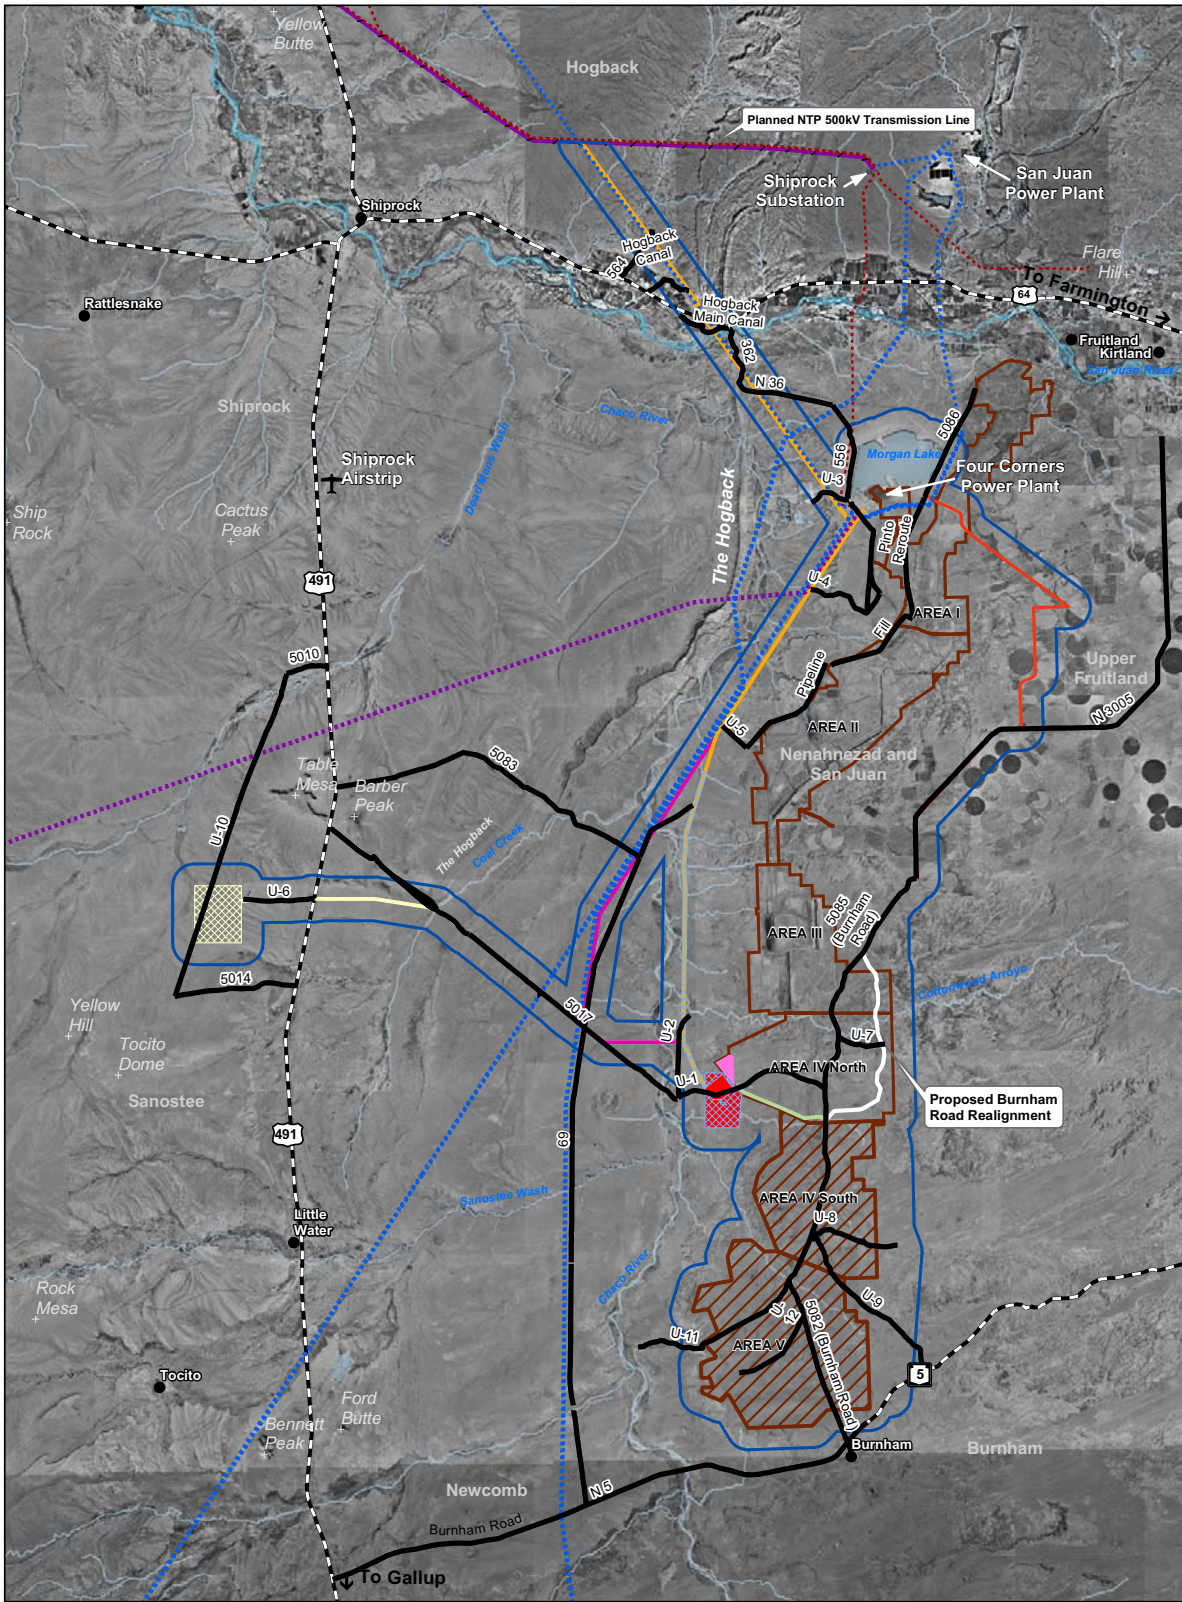 Yellow
Butte
Hogback
Planned NTP 500kV Transmission Line
San Juan
Power Plant
Shiprock
Substation
Shiprock
Hogback
Canal
564
Flare
Hill
To Farmington
64
Rattlesnake
Hogback
Main Canal
362
Fruitland
Kirtland
San Juan River
N 36
Shiprock
Chaco River
5086
Morgan Lake
556
Dead Mans Wash
Shiprock
Airstrip
U-3
Four Corners
Power Plant
The Hogback
Ship
Rock
Cactus
Peak
Pinto
Reroute
491
U-4
AREA I
Fill
5010
Pipeline
Upper
Fruitland
N 3005
U-5
AREA II
Nenahnezad and
San Juan
5083
Table
Mesa
Barber
Peak
U-10
The Hogback
Coal Creek
U-6
5085
(Burnham
Road)
AREA III
5014
Cottonwood Arroyo
Yellow
Hill
5017
U-2
U-7
Tocito
Dome
AREA IV North
U-1
Sanostee
Proposed Burnham
Road Realignment
491
69
Sanostee Wash
AREA IV South
Little
Water
U-8
Chaco River
Rock
Mesa
U-9
U-
12
5082 (Burnham Road)
U-11
AREA V
5
Tocito
Ford
Butte
Bennett
Peak
Burnham
Burnham
Newcomb
N 5
Burnham Road
To Gallup